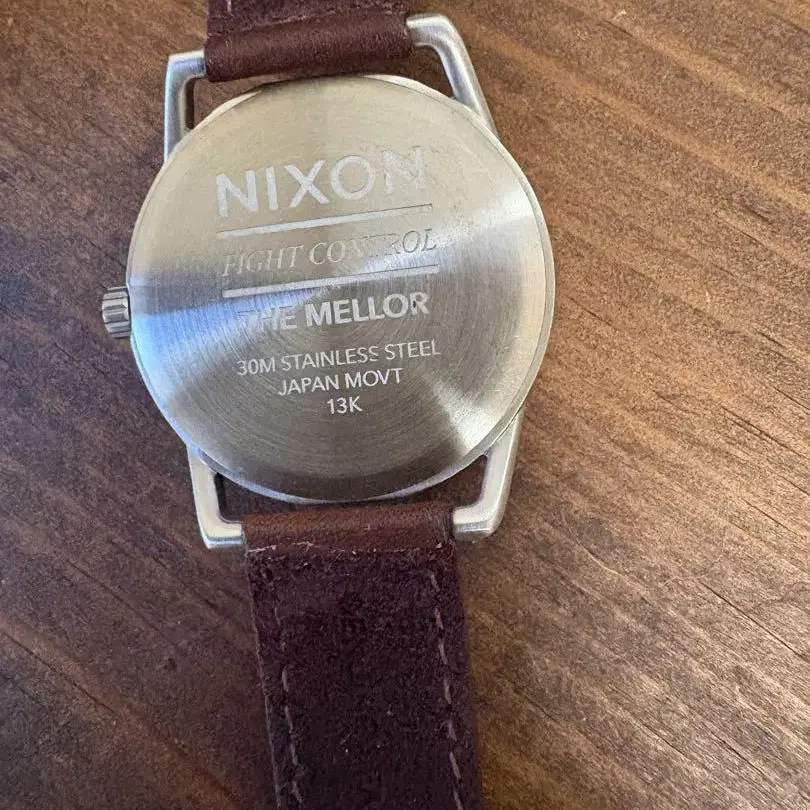 NIXON
FIGHT CONTROL
THE MELLOR
30M STAINLESS STEEL
JAPAN MOVT
13K